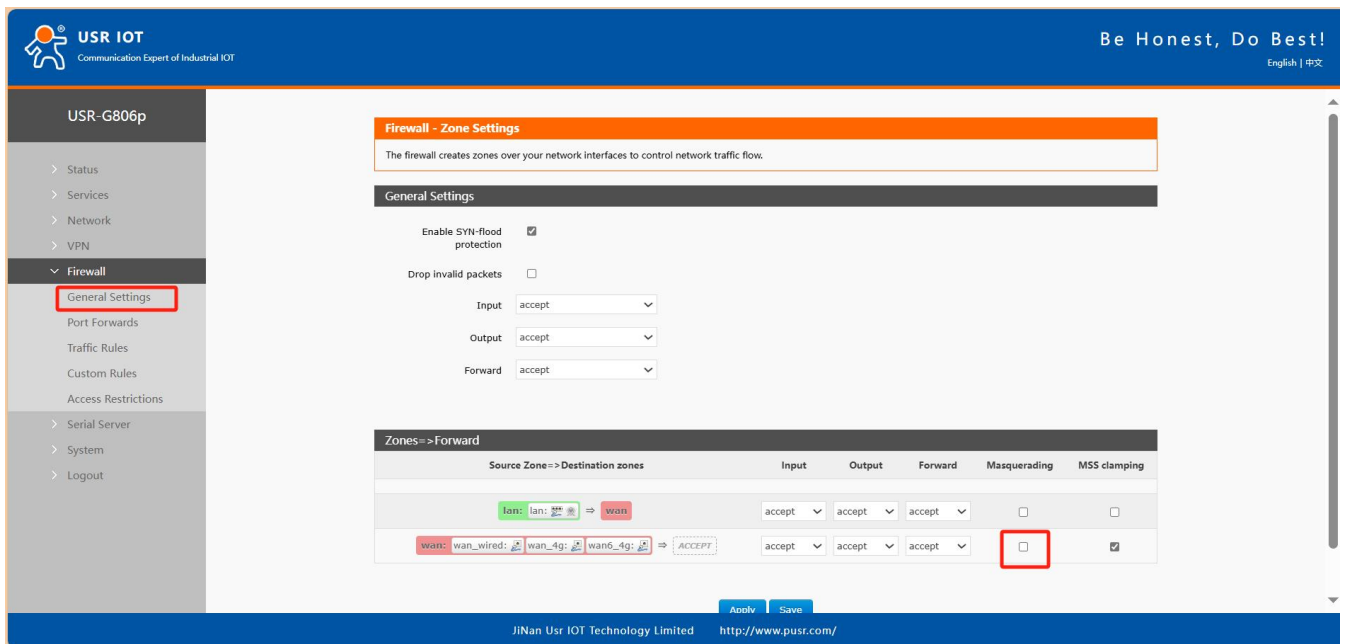 USR IOT
Communication Expert of Industrial IOT
Be Honest, Do Best!
English | 中文
USR-G806p
Status
Services
Network
VPN
Firewall
General Settings
Port Forwards
Traffic Rules
Custom Rules
Access Restrictions
Serial Server
System
Logout
Firewall - Zone Settings
The firewall creates zones over your network interfaces to control network traffic flow.
General Settings
Enable SYN-flood
protection
Drop invalid packets
Input accept
Output accept
Forward accept
Zones=>Forward
Source Zone=>Destination zones Input Output Forward Masquerading MSS clamping
lan: lan: ⇒ wan accept accept accept
wan: wan_wired: wan_4g: wan6_4g: ⇒ ACCEPT accept accept accept
Apply Save
JiNan Usr IOT Technology Limited http://www.pusr.com/